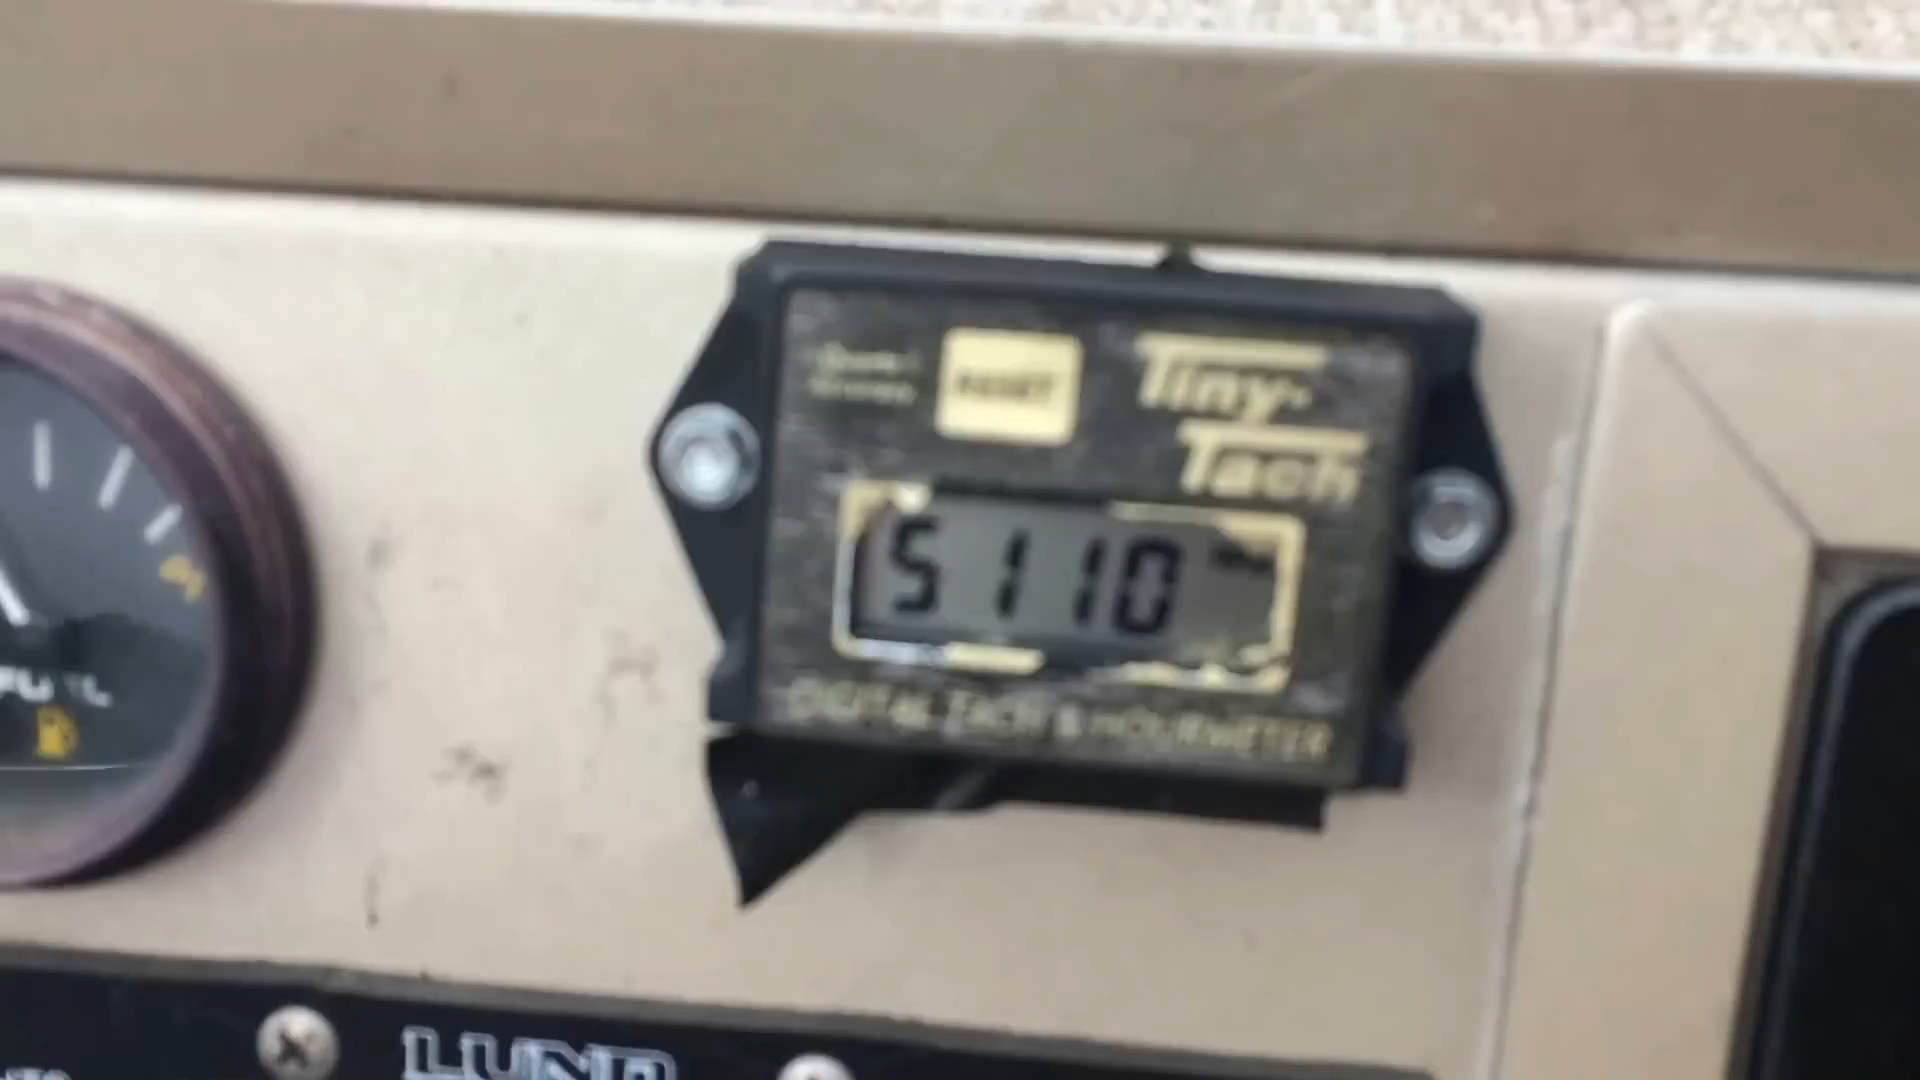 RESET
Tiny-
Tach
5110
DIGITAL TACH & HOURMETER
FUEL
LUND